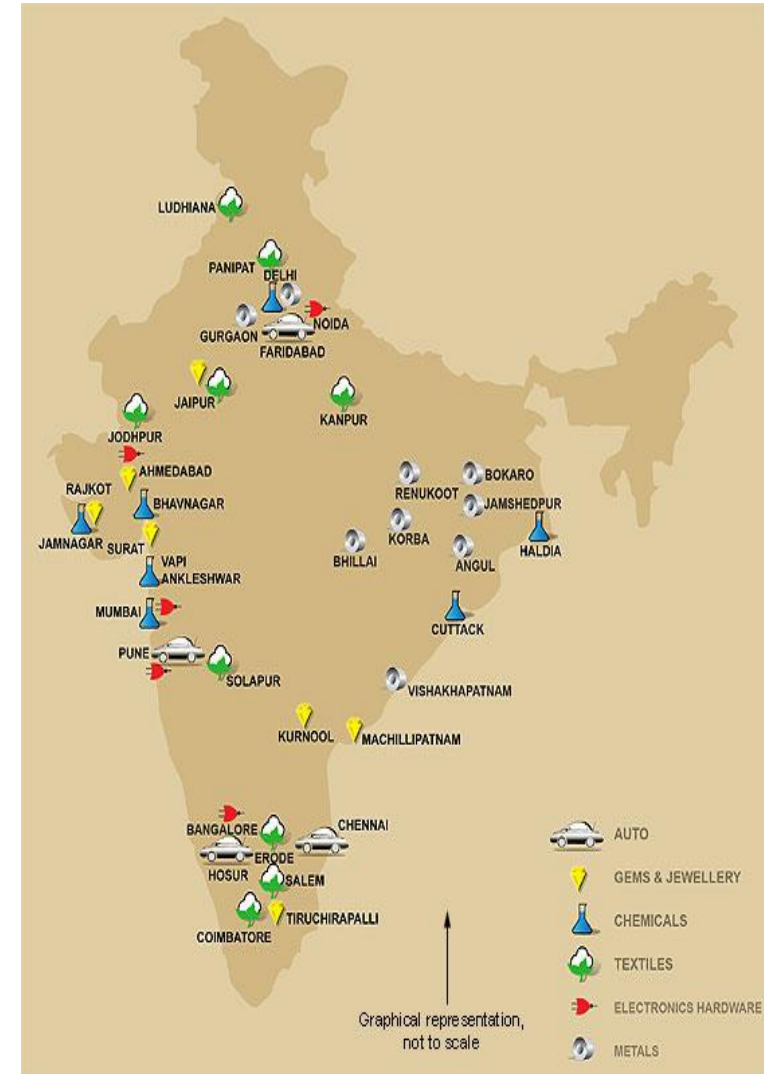 LUDHIANA
PANIPAT
DELHI
GURGAON
NOIDA
FARIDABAD
JAIPUR
KANPUR
JODHPUR
AHMEDABAD
RAJKOT
BHAVNAGAR
JAMNAGAR
SURAT
VAPI
ANKLESHWAR
RENUKOOT
BOKARO
JAMSHEDPUR
KORBA
BHILLAI
ANGUL
HALDIA
MUMBAI
CUTTACK
PUNE
SOLAPUR
VISHAKHAPATNAM
KURNOOL
MACHILLIPATNAM
BANGALORE
CHENNAI
ERODE
HOSUR
SALEM
TIRUCHIRAPALLI
COIMBATORE
AUTO
GEMS & JEWELLERY
CHEMICALS
TEXTILES
ELECTRONICS HARDWARE
METALS
Graphical representation,
not to scale